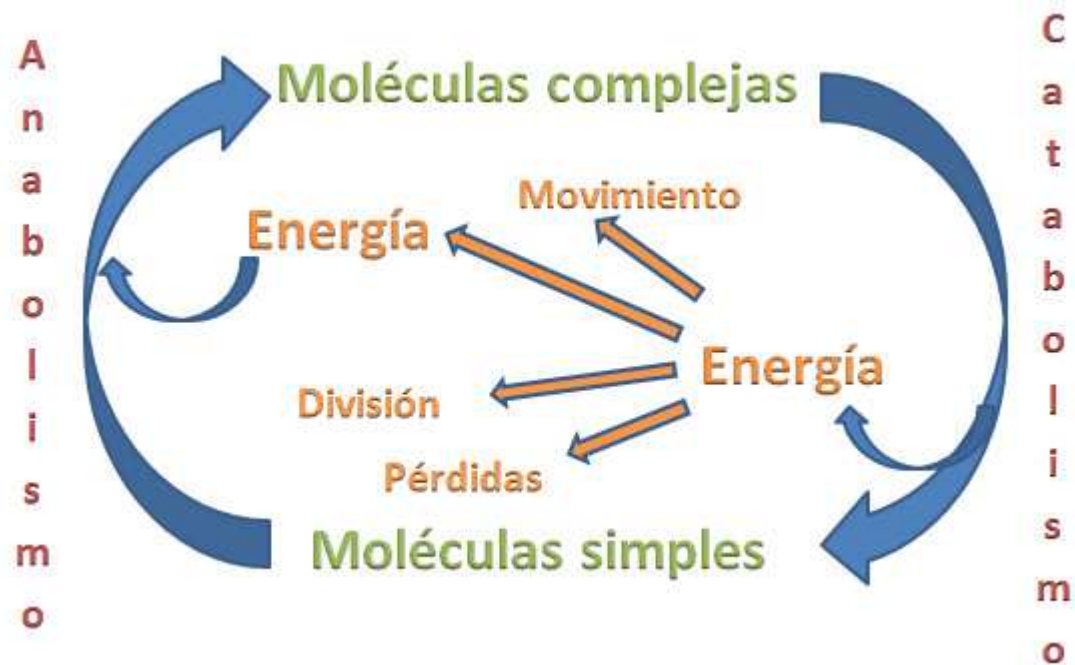 Anabolismo
Catabolismo
Moléculas complejas
Movimiento
Energía
Energía
División
Pérdidas
Moléculas simples